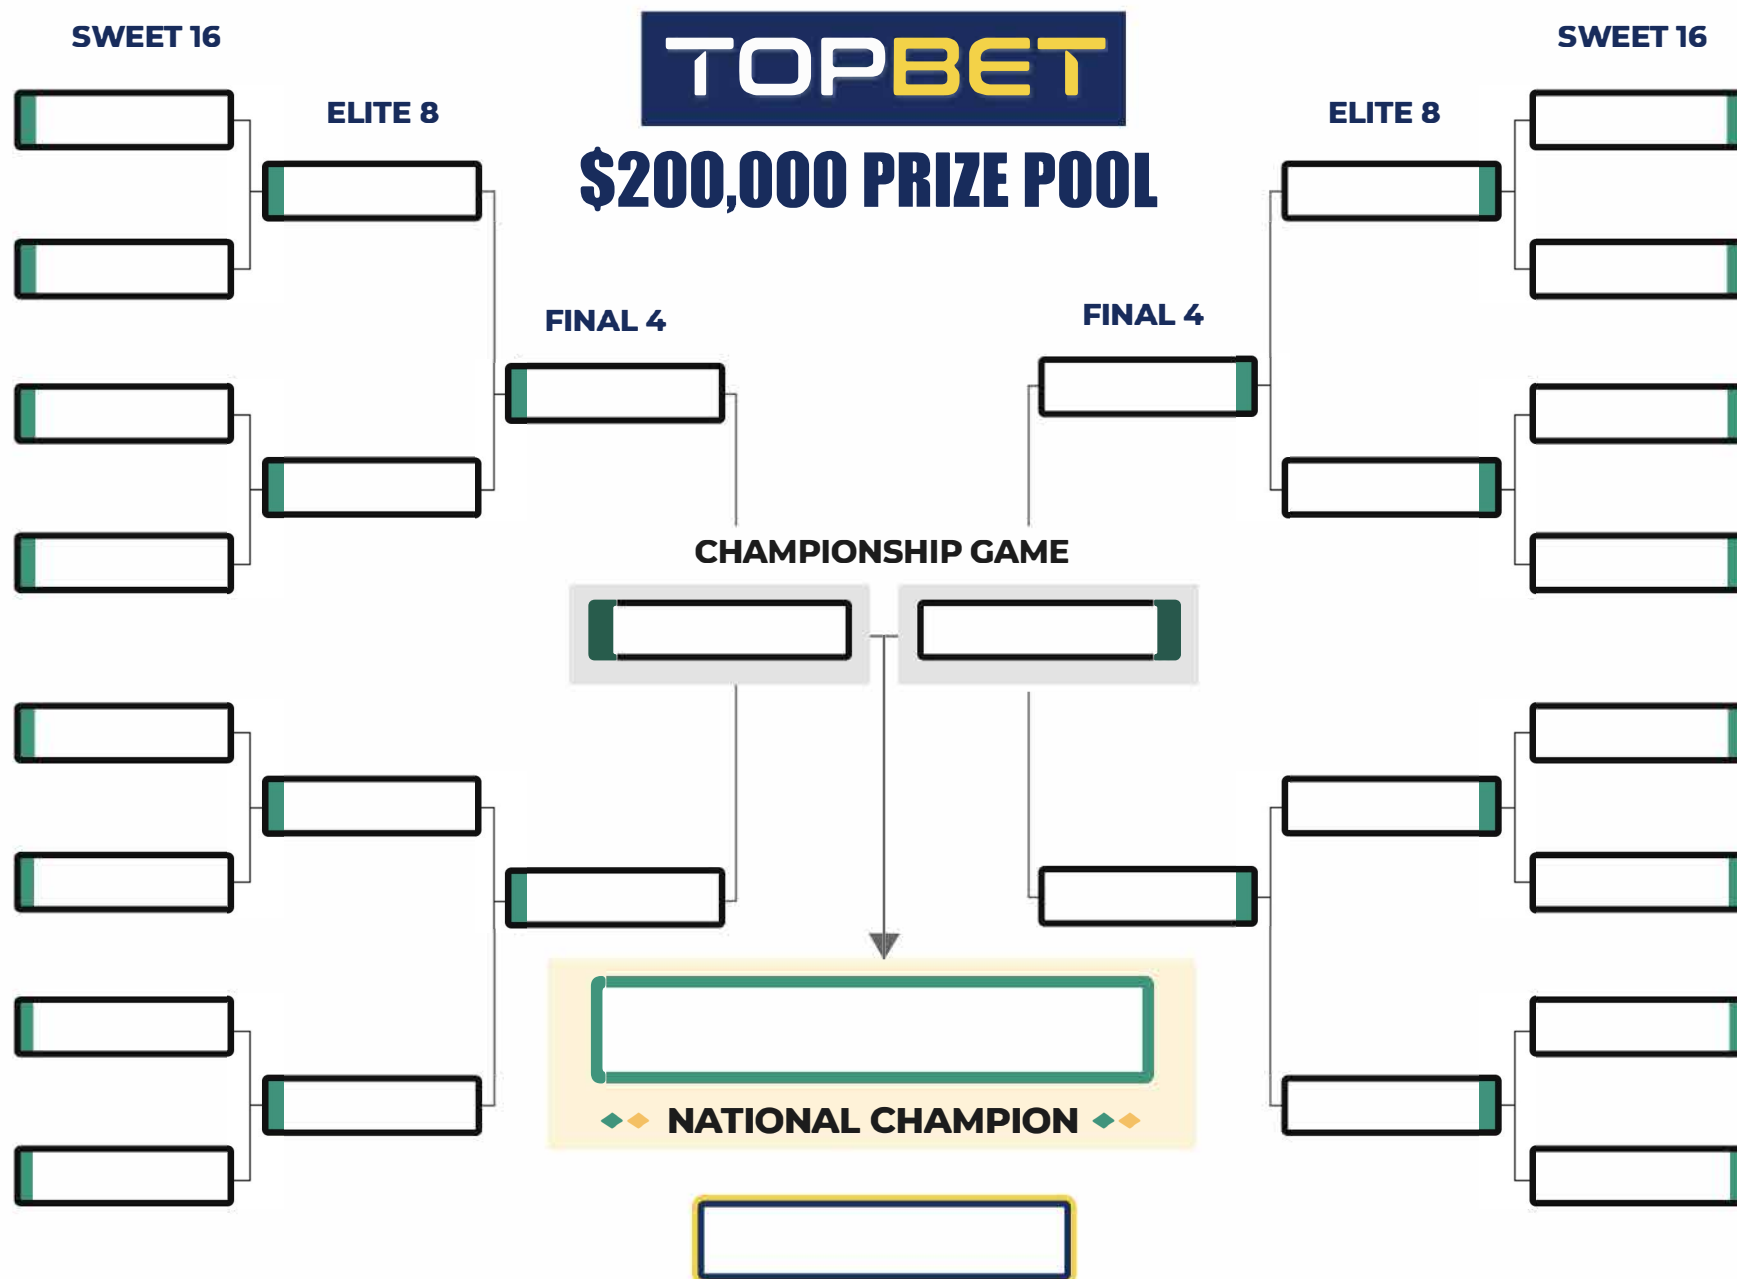 SWEET 16
TOPBET
SWEET 16
ELITE 8
ELITE 8
$200,000 PRIZE POOL
FINAL 4
FINAL 4
CHAMPIONSHIP GAME
NATIONAL CHAMPION